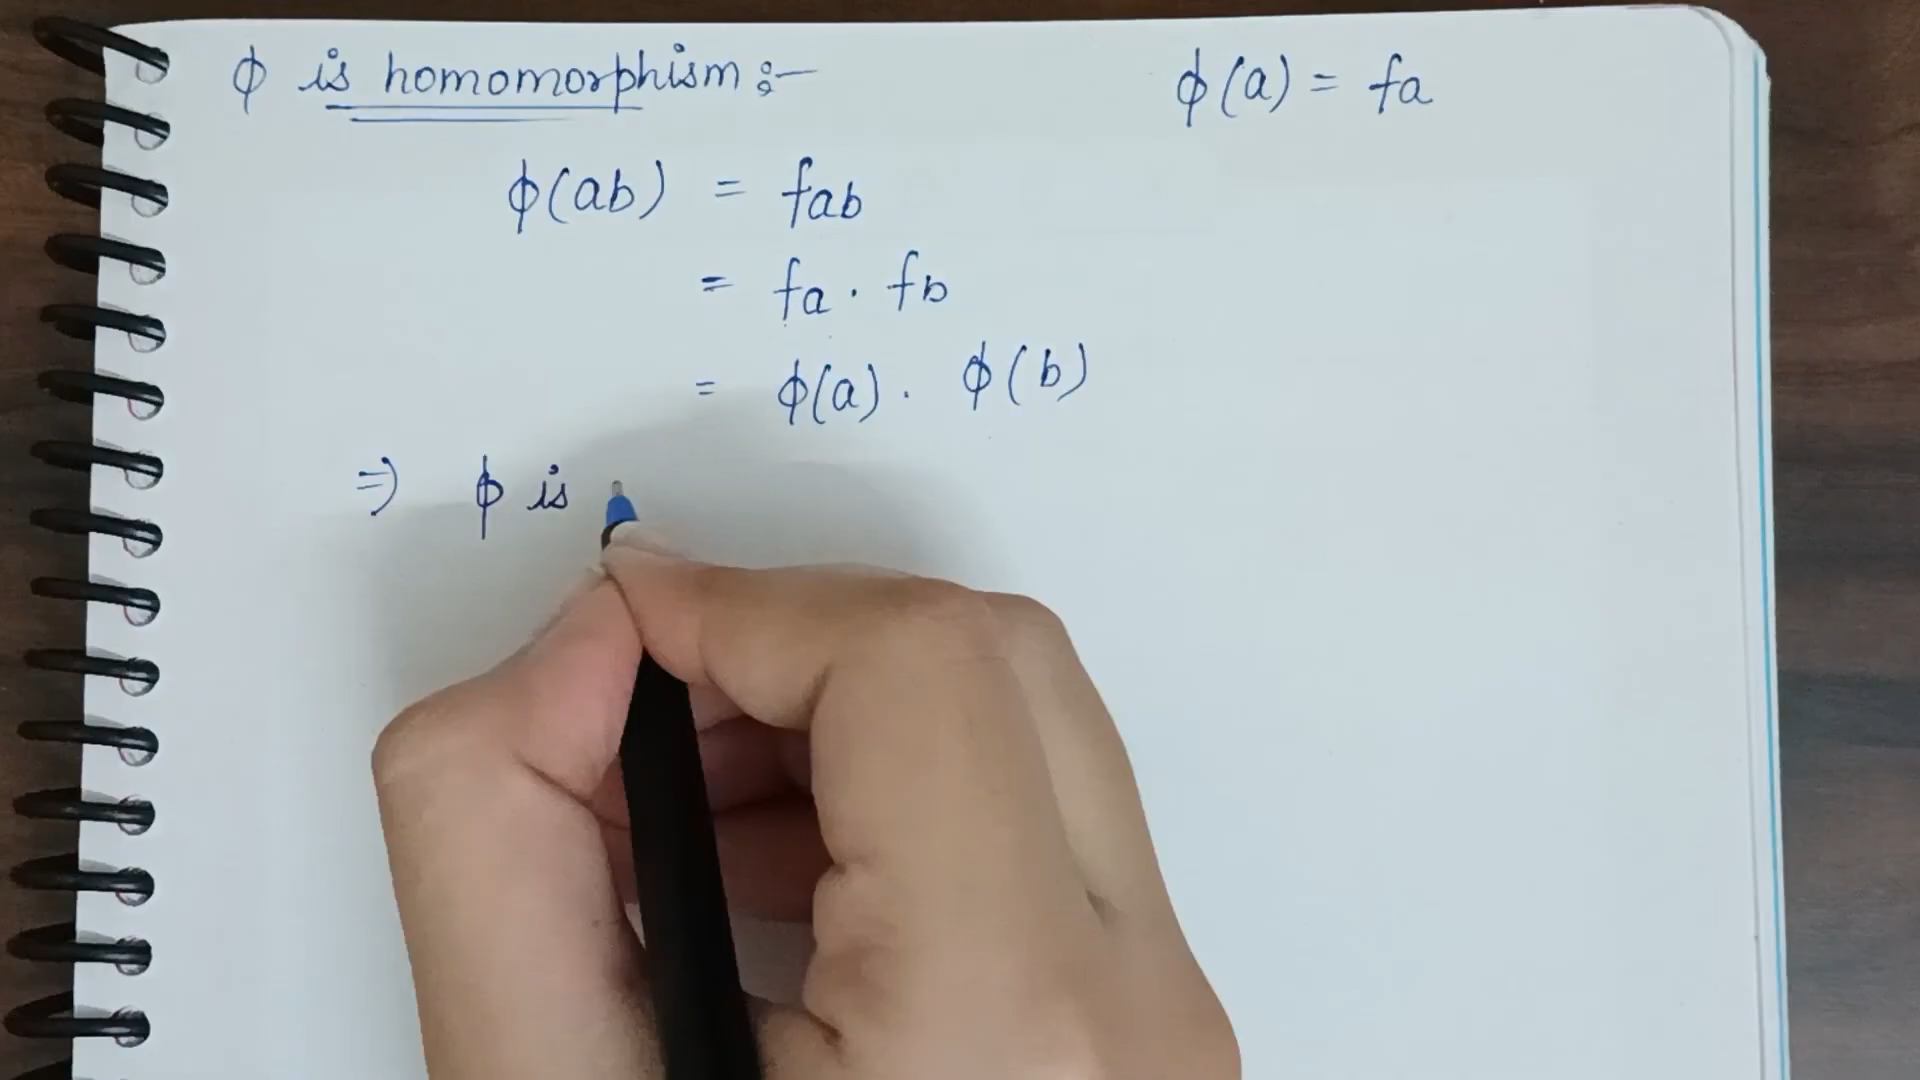 ϕ is homomorphism :- ϕ(a) = fa
ϕ(ab) = fab
= fa · fb
= ϕ(a) · ϕ(b)
⇒ ϕ is